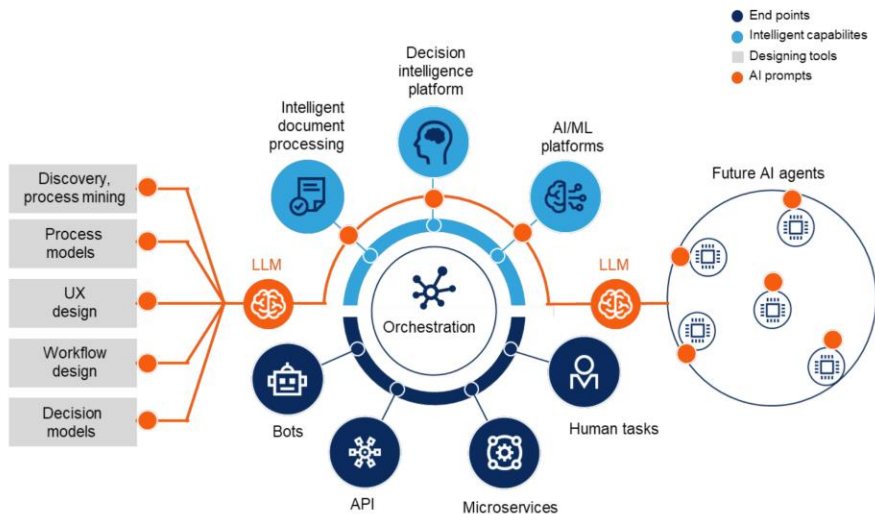 End points
Intelligent capabilites
Designing tools
AI prompts
Decision
intelligence
platform
Intelligent
document
processing
AI/ML
platforms
Future AI agents
Discovery,
process mining
Process
models
UX
design
Workflow
design
Decision
models
LLM
Orchestration
LLM
Bots
API
Microservices
Human tasks